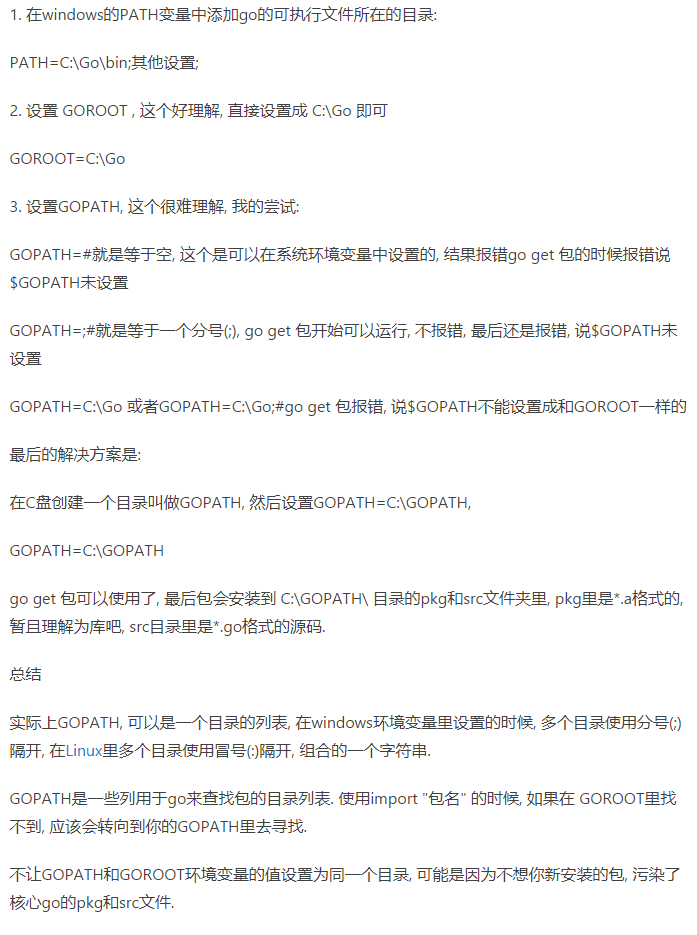 1. 在windows的PATH变量中添加go的可执行文件所在的目录:
PATH=C:\Go\bin;其他设置;
2. 设置 GOROOT , 这个好理解, 直接设置成 C:\Go 即可
GOROOT=C:\Go
3. 设置GOPATH, 这个很难理解, 我的尝试:
GOPATH=#就是等于空, 这个是可以在系统环境变量中设置的, 结果报错go get 包的时候报错说
$GOPATH未设置
GOPATH=;#就是等于一个分号(;), go get 包开始可以运行, 不报错, 最后还是报错, 说$GOPATH未
设置
GOPATH=C:\Go 或者GOPATH=C:\Go;#go get 包报错, 说$GOPATH不能设置成和GOROOT一样的
最后的解决方案是:
在C盘创建一个目录叫做GOPATH, 然后设置GOPATH=C:\GOPATH,
GOPATH=C:\GOPATH
go get 包可以使用了, 最后包会安装到 C:\GOPATH\ 目录的pkg和src文件夹里, pkg里是*.a格式的,
暂且理解为库吧, src目录里是*.go格式的源码.
总结
实际上GOPATH, 可以是一个目录的列表, 在windows环境变量里设置的时候, 多个目录使用分号(;)
隔开, 在Linux里多个目录使用冒号(:)隔开, 组合的一个字符串.
GOPATH是一些列用于go来查找包的目录列表. 使用import "包名" 的时候, 如果在 GOROOT里找
不到, 应该会转向到你的GOPATH里去寻找.
不让GOPATH和GOROOT环境变量的值设置为同一个目录, 可能是因为不想你新安装的包, 污染了
核心go的pkg和src文件.